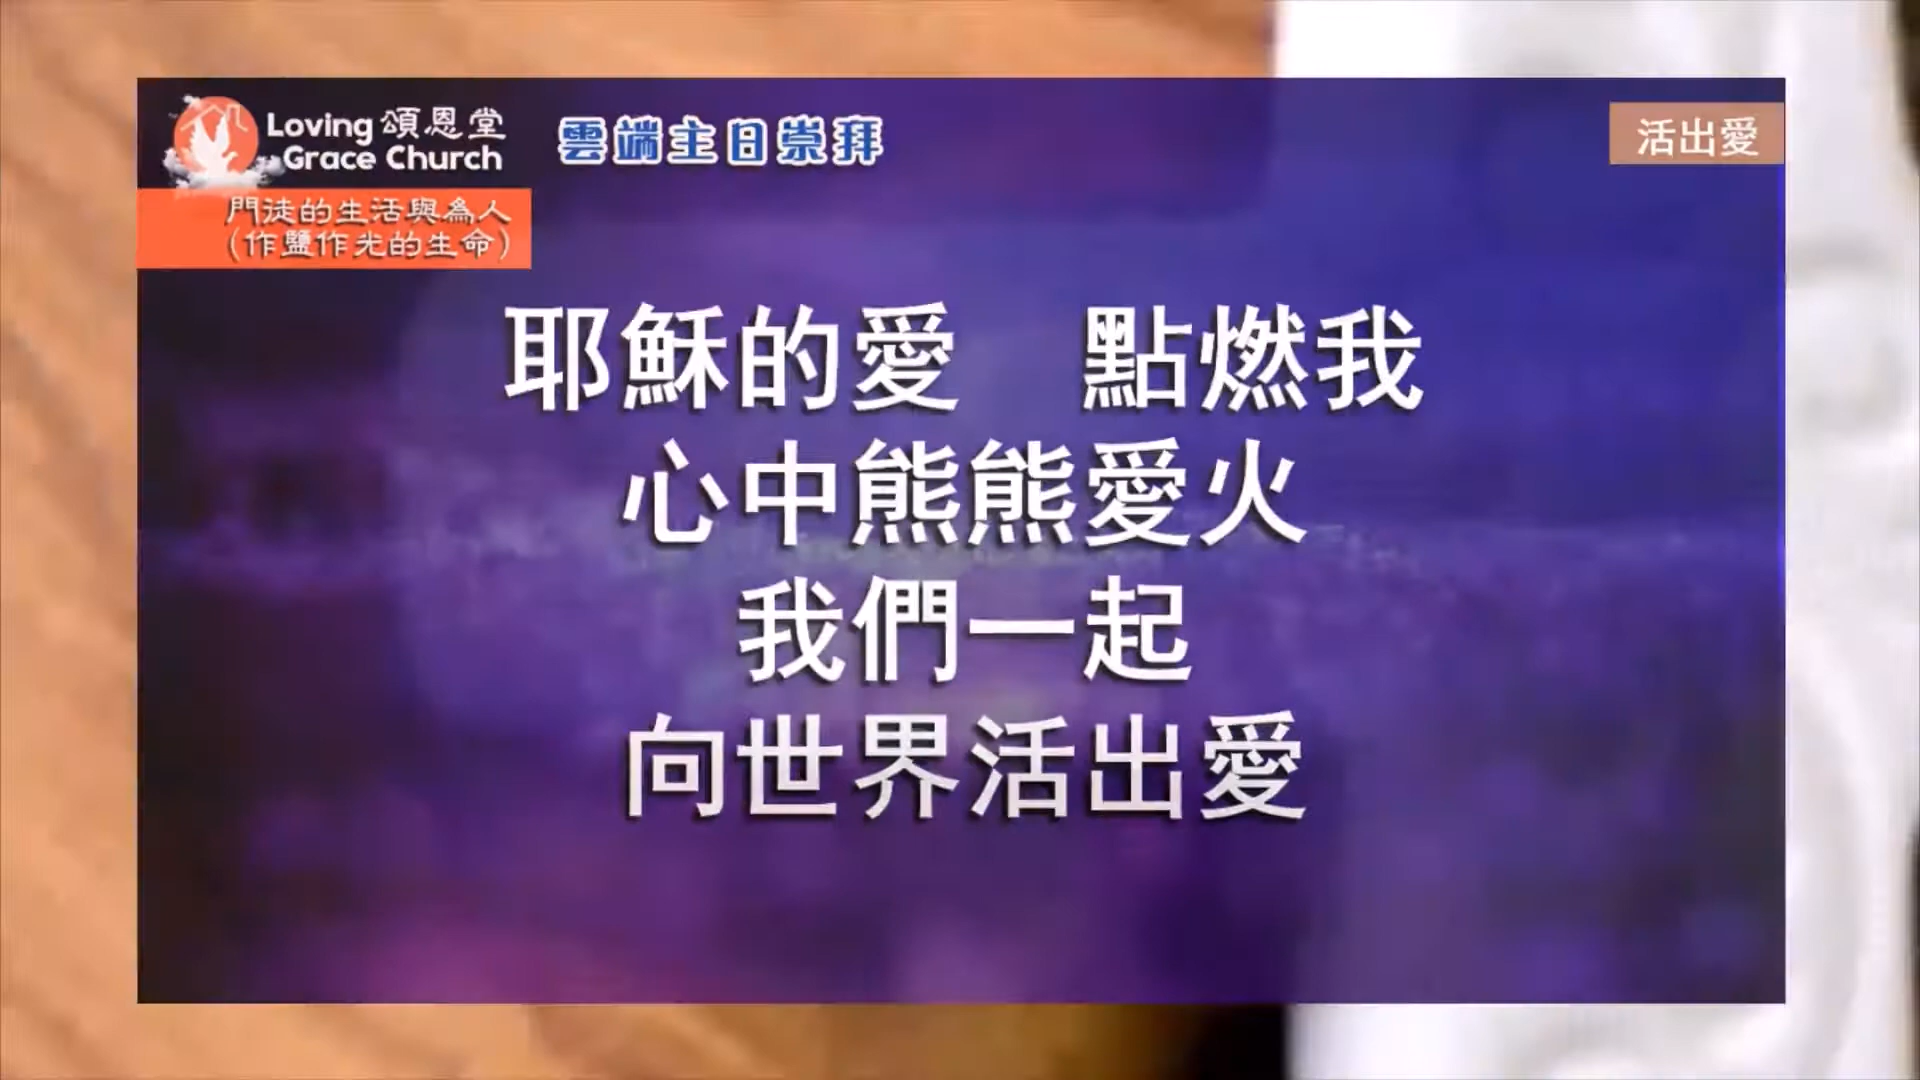 Loving 頌恩堂
Grace Church
雲端主日崇拜
活出愛
門徒的生活與為人
(作鹽作光的生命)
耶穌的愛　點燃我
心中熊熊愛火
我們一起
向世界活出愛